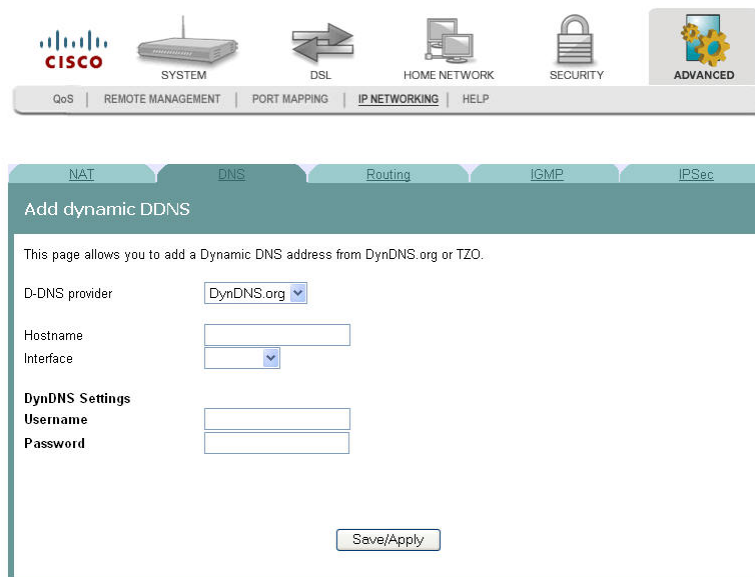 CISCO
SYSTEM DSL HOME NETWORK SECURITY ADVANCED
QoS | REMOTE MANAGEMENT | PORT MAPPING | IP NETWORKING | HELP
NAT DNS Routing IGMP IPSec
Add dynamic DDNS
This page allows you to add a Dynamic DNS address from DynDNS.org or TZO.
D-DNS provider DynDNS.org
Hostname
Interface
DynDNS Settings
Username
Password
Save/Apply